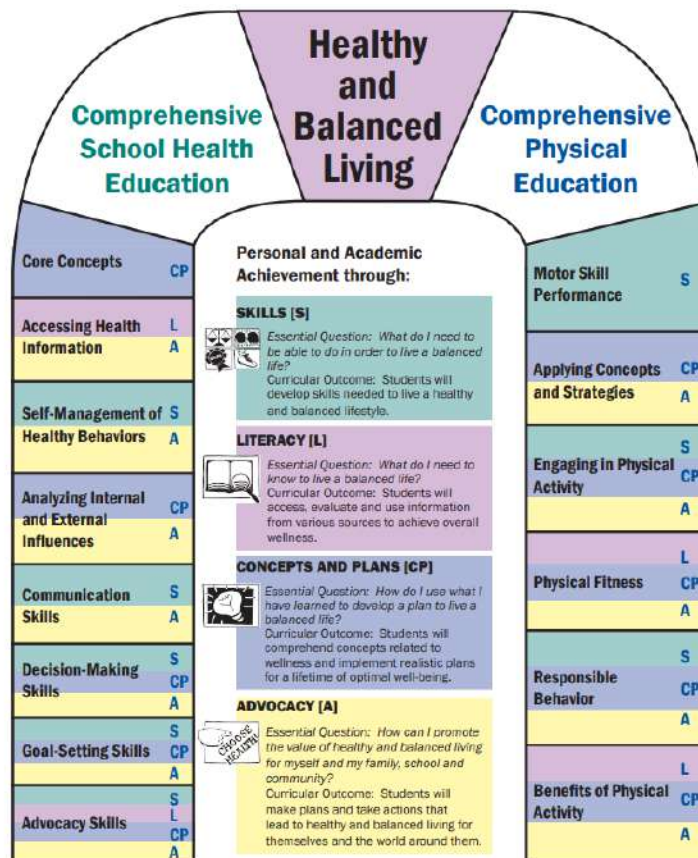 Healthy
and
Balanced
Living
Comprehensive
School Health
Education
Comprehensive
Physical
Education
Core Concepts
CP
Accessing Health
Information
L
A
Self-Management of
Healthy Behaviors
S
A
Analyzing Internal
and External
Influences
CP
A
Communication
Skills
S
A
Decision-Making
Skills
S
CP
A
Goal-Setting Skills
S
CP
A
Advocacy Skills
S
L
CP
A
Personal and Academic
Achievement through:
SKILLS [S]
Essential Question: What do I need to
be able to do in order to live a balanced
life?
Curricular Outcome: Students will
develop skills needed to live a healthy
and balanced lifestyle.
LITERACY [L]
Essential Question: What do I need to
know to live a balanced life?
Curricular Outcome: Students will
access, evaluate and use information
from various sources to achieve overall
wellness.
CONCEPTS AND PLANS [CP]
Essential Question: How do I use what I
have learned to develop a plan to live a
balanced life?
Curricular Outcome: Students will
comprehend concepts related to
wellness and implement realistic plans
for a lifetime of optimal well-being.
ADVOCACY [A]
CHOOSE
HEALTH!
Essential Question: How can I promote
the value of healthy and balanced living
for myself and my family, school and
community?
Curricular Outcome: Students will
make plans and take actions that
lead to healthy and balanced living for
themselves and the world around them.
Motor Skill
Performance
S
Applying Concepts
and Strategies
CP
A
Engaging in Physical
Activity
S
CP
A
Physical Fitness
L
CP
A
Responsible
Behavior
S
CP
A
Benefits of Physical
Activity
L
CP
A